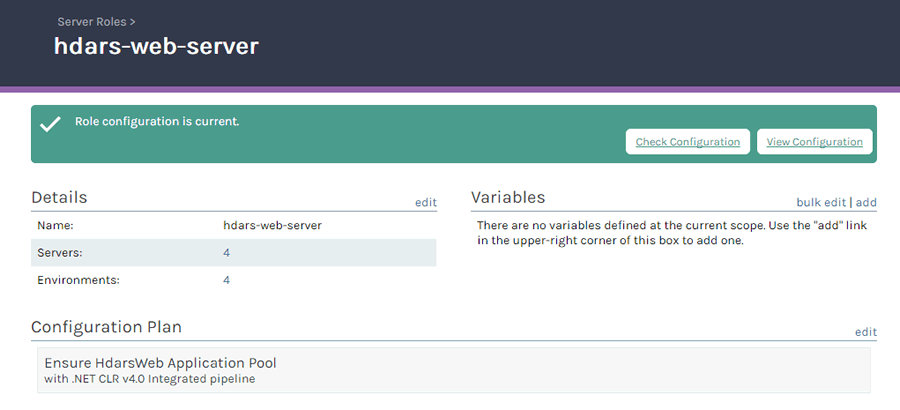 Server Roles >
hdars-web-server
Role configuration is current.
Check Configuration View Configuration
Details edit
Name: hdars-web-server
Servers: 4
Environments: 4
Variables bulk edit | add
There are no variables defined at the current scope. Use the "add" link
in the upper-right corner of this box to add one.
Configuration Plan edit
Ensure HdarsWeb Application Pool
with .NET CLR v4.0 Integrated pipeline